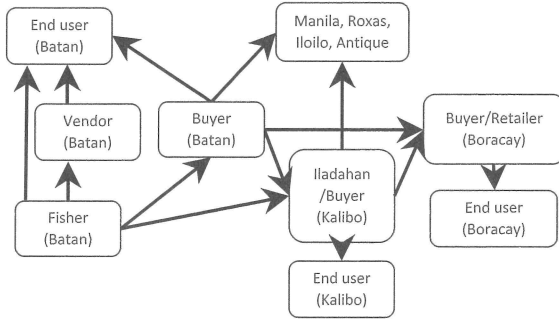 End user
(Batan)
Manila, Roxas,
Iloilo, Antique
Vendor
(Batan)
Buyer
(Batan)
Buyer/Retailer
(Boracay)
Iladahan
/Buyer
(Kalibo)
Fisher
(Batan)
End user
(Boracay)
End user
(Kalibo)